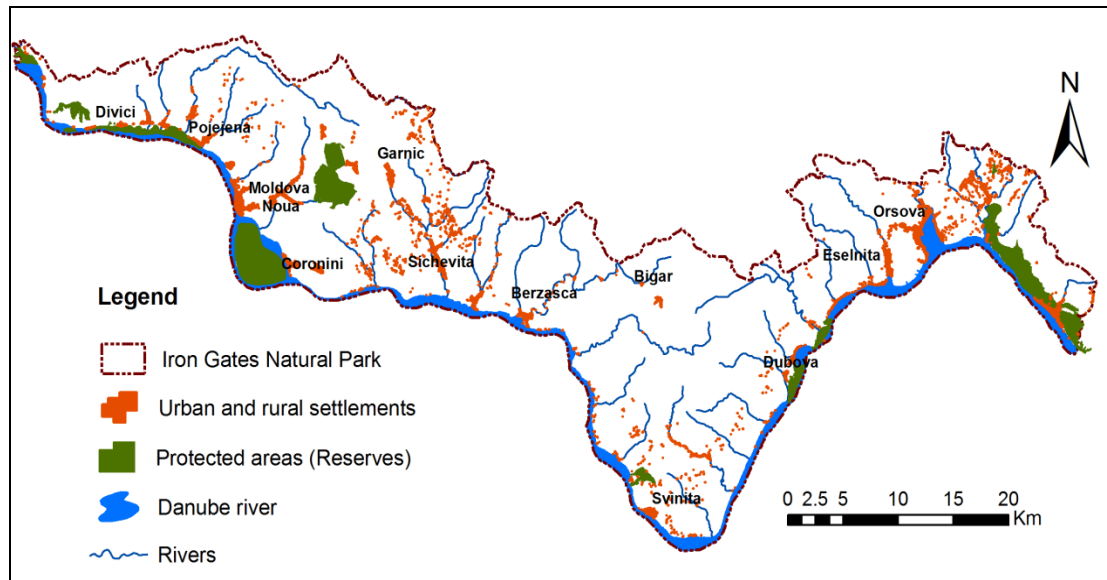 N
Divici
Pojejena
Garnic
Moldova
Noua
Orsova
Eselnita
Coronini
Sichevita
Bigar
Berzasca
Dubova
Svinita
Legend
Iron Gates Natural Park
Urban and rural settlements
Protected areas (Reserves)
Danube river
Rivers
0 2.5 5 10 15 20
Km